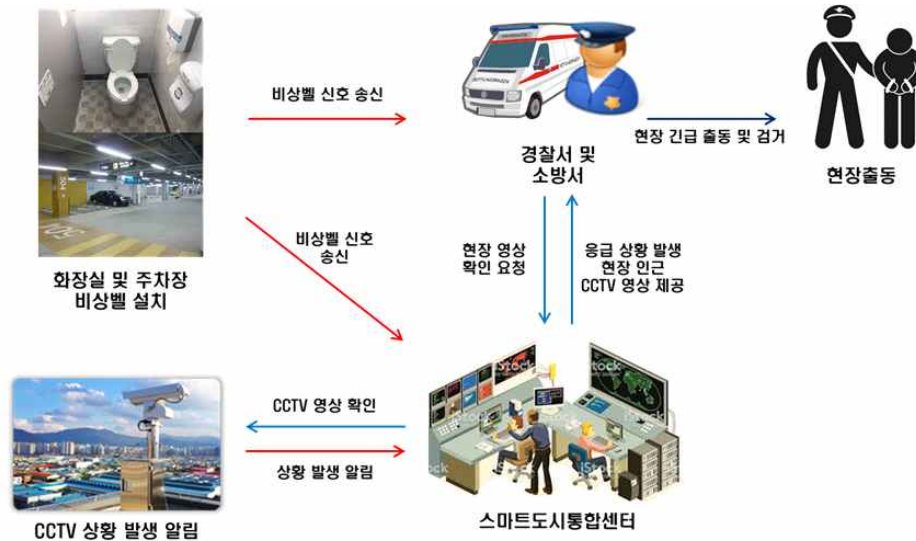 비상벨 신호 송신
경찰서 및
소방서
현장 긴급 출동 및 검거
현장출동
화장실 및 주차장
비상벨 설치
비상벨 신호
송신
현장 영상
확인 요청
응급 상황 발생
현장 인근
CCTV 영상 제공
CCTV 영상 확인
상황 발생 알림
CCTV 상황 발생 알림
스마트도시통합센터
iStock
iStock
iStock
iStock